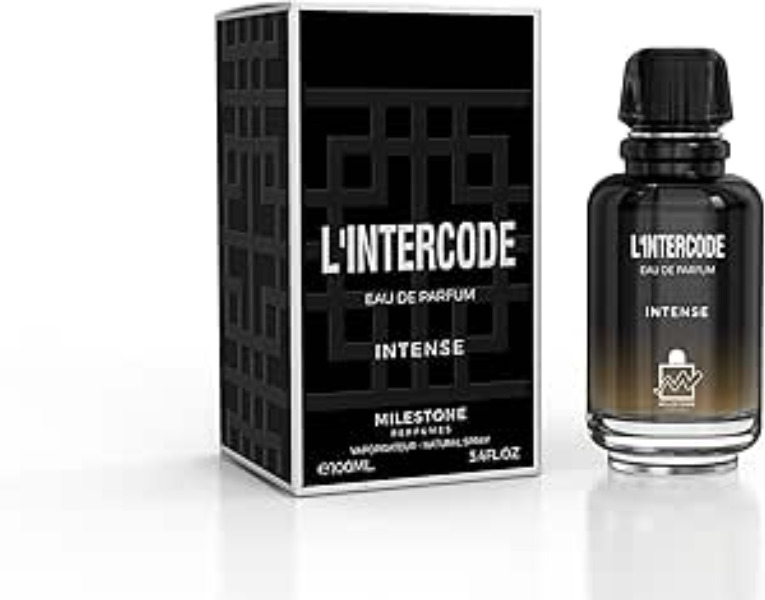 L'INTERCODE
EAU DE PARFUM
INTENSE
MILESTONE
PERFUMES
VAPORISATEUR - NATURAL SPRAY
℮100ML. 3.4FL.OZ
L'INTERCODE
EAU DE PARFUM
INTENSE